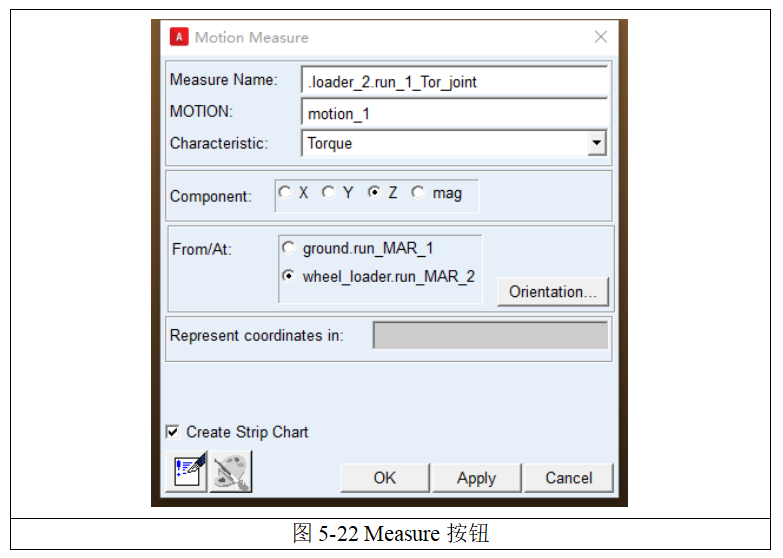 A Motion Measure
Measure Name: .loader_2.run_1_Tor_joint
MOTION: motion_1
Characteristic: Torque
Component: X Y Z mag
From/At: ground.run_MAR_1
wheel_loader.run_MAR_2
Orientation...
Represent coordinates in:
Create Strip Chart
OK Apply Cancel
图 5-22 Measure 按钮